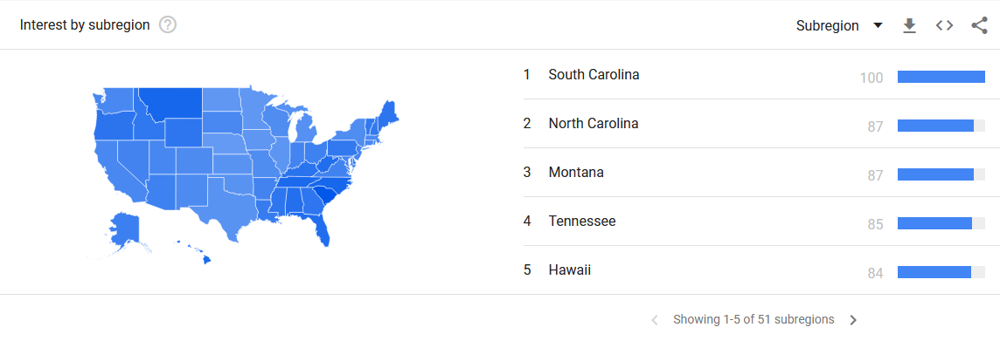 Interest by subregion ?
Subregion
1 South Carolina 100
2 North Carolina 87
3 Montana 87
4 Tennessee 85
5 Hawaii 84
Showing 1-5 of 51 subregions